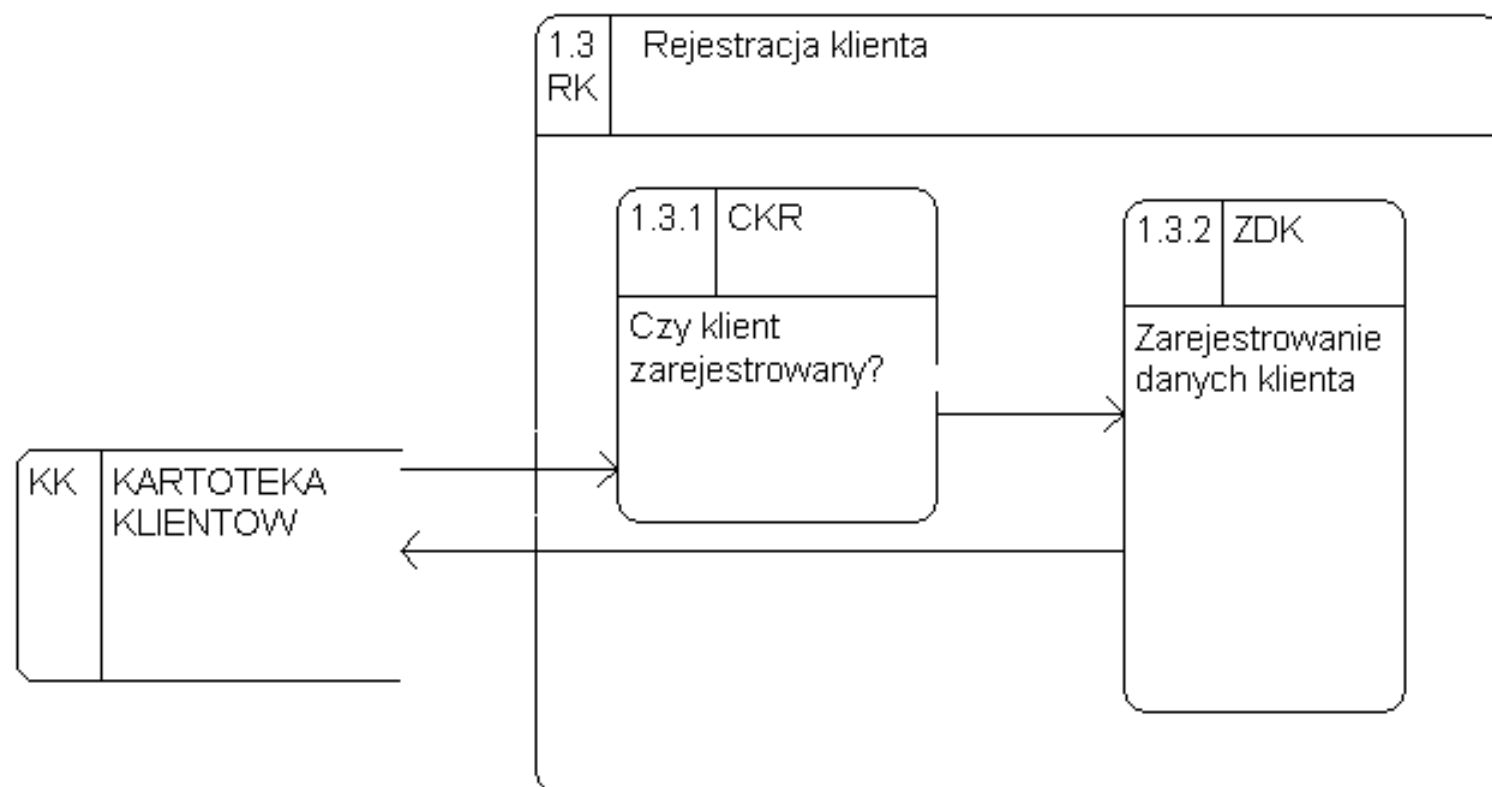 1.3
RK
Rejestracja klienta
1.3.1
CKR
Czy klient
zarejestrowany?
1.3.2
ZDK
Zarejestrowanie
danych klienta
KK
KARTOTEKA
KLIENTOW